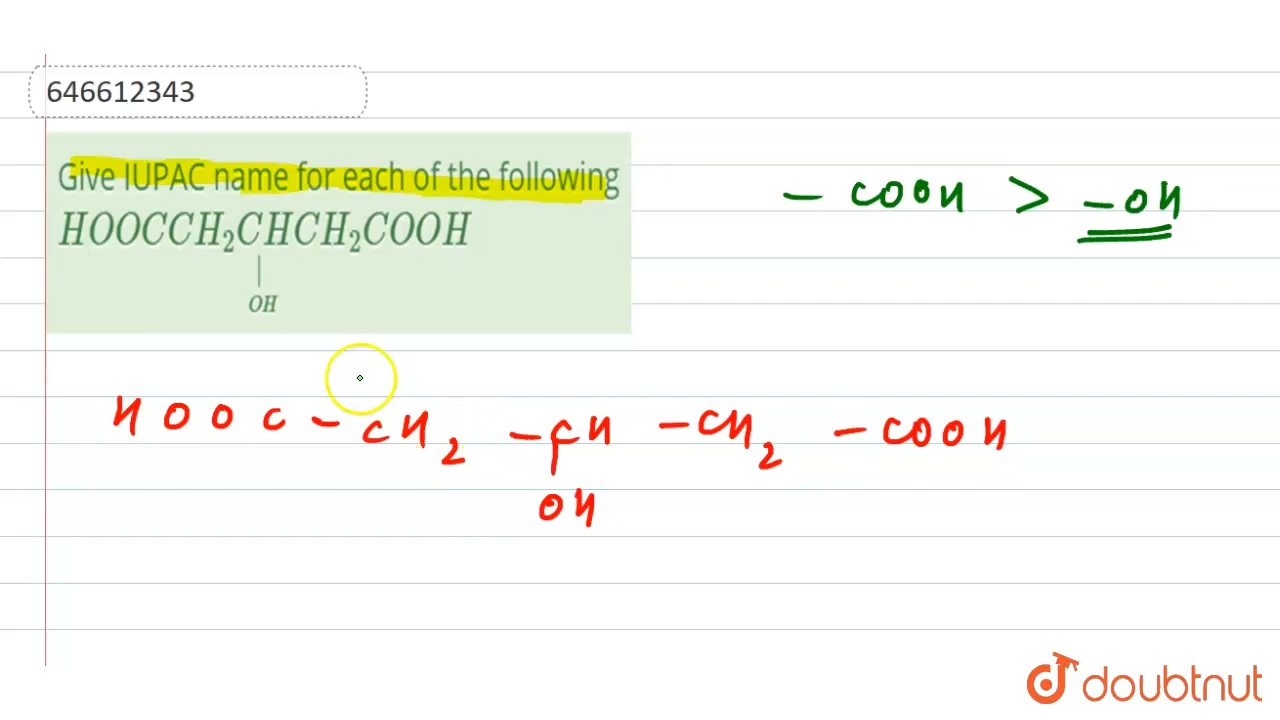 646612343
Give IUPAC name for each of the following
HOOCCH₂CHCH₂COOH
|
OH
- COOH > - OH
HOOC - CH₂ - CH - CH₂ - COOH
OH
doubtnut